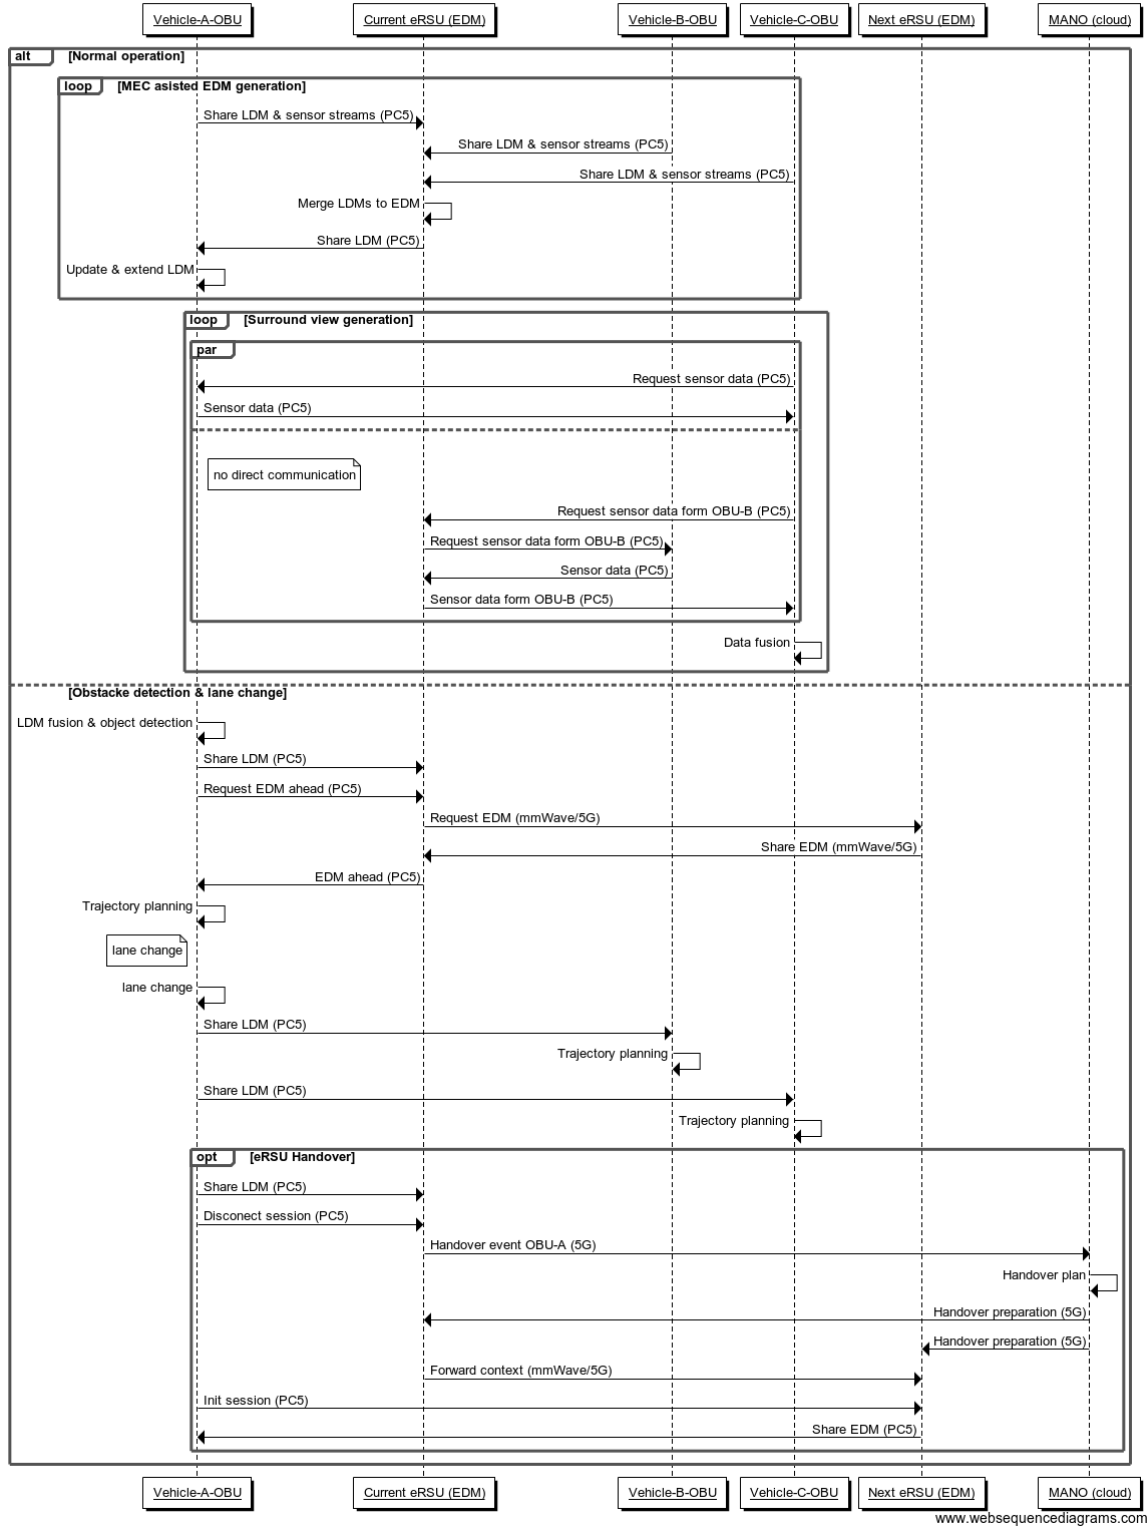 Vehicle-A-OBU
Current eRSU (EDM)
Vehicle-B-OBU
Vehicle-C-OBU
Next eRSU (EDM)
MANO (cloud)
alt [Normal operation]
loop [MEC asisted EDM generation]
Share LDM & sensor streams (PC5)
Share LDM & sensor streams (PC5)
Share LDM & sensor streams (PC5)
Merge LDMs to EDM
Share LDM (PC5)
Update & extend LDM
loop [Surround view generation]
par
Request sensor data (PC5)
Sensor data (PC5)
no direct communication
Request sensor data form OBU-B (PC5)
Request sensor data form OBU-B (PC5)
Sensor data (PC5)
Sensor data form OBU-B (PC5)
Data fusion
[Obstacke detection & lane change]
LDM fusion & object detection
Share LDM (PC5)
Request EDM ahead (PC5)
Request EDM (mmWave/5G)
Share EDM (mmWave/5G)
EDM ahead (PC5)
Trajectory planning
lane change
lane change
Share LDM (PC5)
Trajectory planning
Share LDM (PC5)
Trajectory planning
opt [eRSU Handover]
Share LDM (PC5)
Disconect session (PC5)
Handover event OBU-A (5G)
Handover plan
Handover preparation (5G)
Handover preparation (5G)
Forward context (mmWave/5G)
Init session (PC5)
Share EDM (PC5)
Vehicle-A-OBU
Current eRSU (EDM)
Vehicle-B-OBU
Vehicle-C-OBU
Next eRSU (EDM)
MANO (cloud)
www.websequencediagrams.com